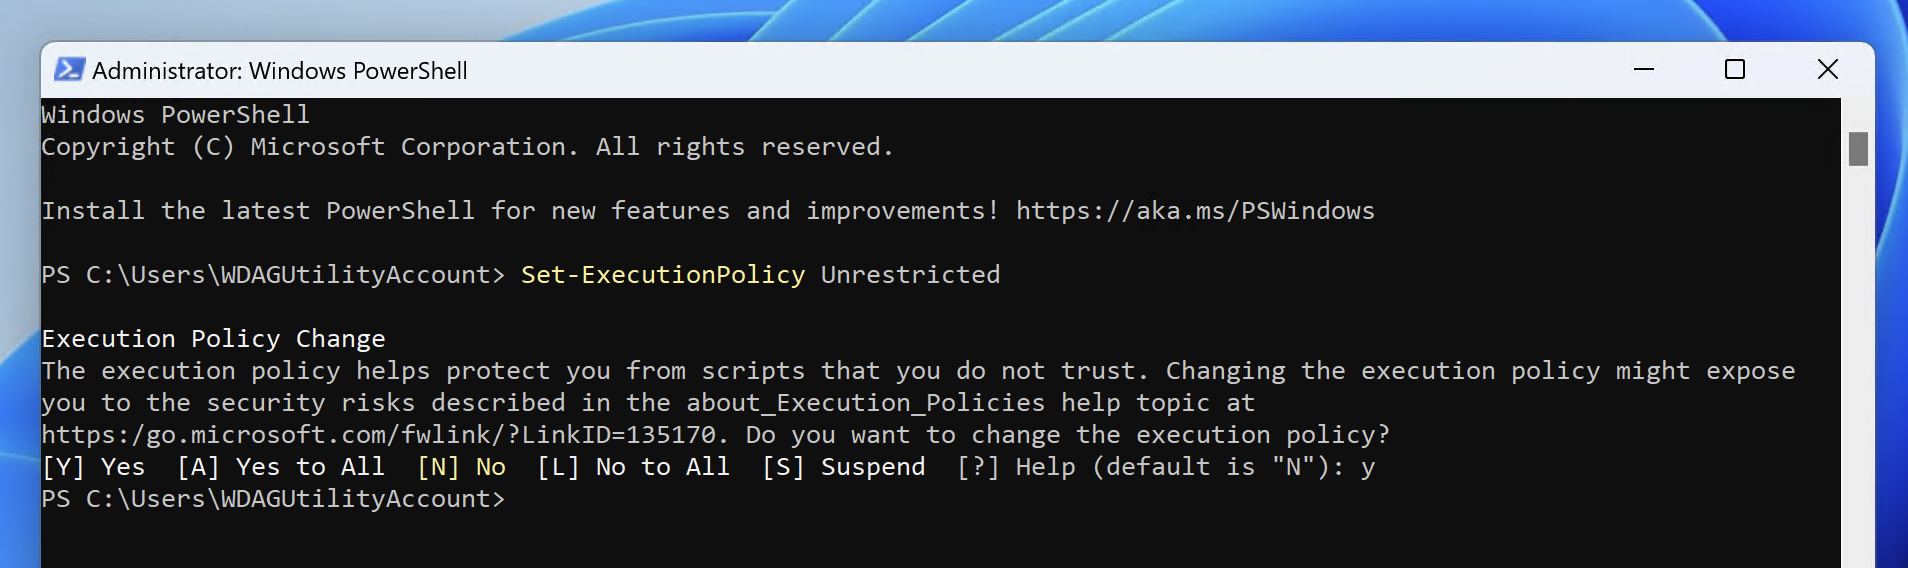 Administrator: Windows PowerShell
Windows PowerShell
Copyright (C) Microsoft Corporation. All rights reserved.
Install the latest PowerShell for new features and improvements! https://aka.ms/PSWindows
PS C:\Users\WDAGUtilityAccount> Set-ExecutionPolicy Unrestricted
Execution Policy Change
The execution policy helps protect you from scripts that you do not trust. Changing the execution policy might expose
you to the security risks described in the about_Execution_Policies help topic at
https:/go.microsoft.com/fwlink/?LinkID=135170. Do you want to change the execution policy?
[Y] Yes  [A] Yes to All  [N] No  [L] No to All  [S] Suspend  [?] Help (default is "N"): y
PS C:\Users\WDAGUtilityAccount>